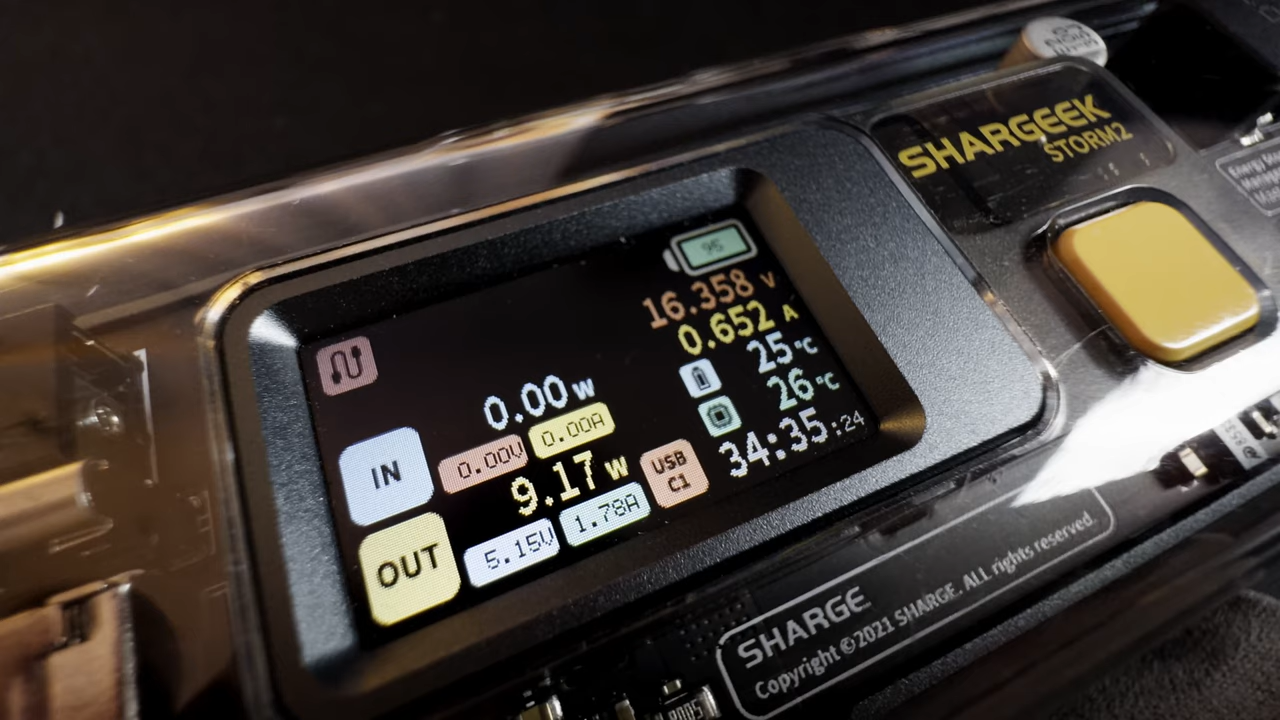 SHARGEEK
STORM2
95
16.358 V
0.652 A
25 °C
26 °C
34:35:24
0.00 W
IN
0.00V
0.00A
9.17 W
USB
C1
OUT
5.15V
1.78A
SHARGE
Copyright ©2021 SHARGE. ALL rights reserved.